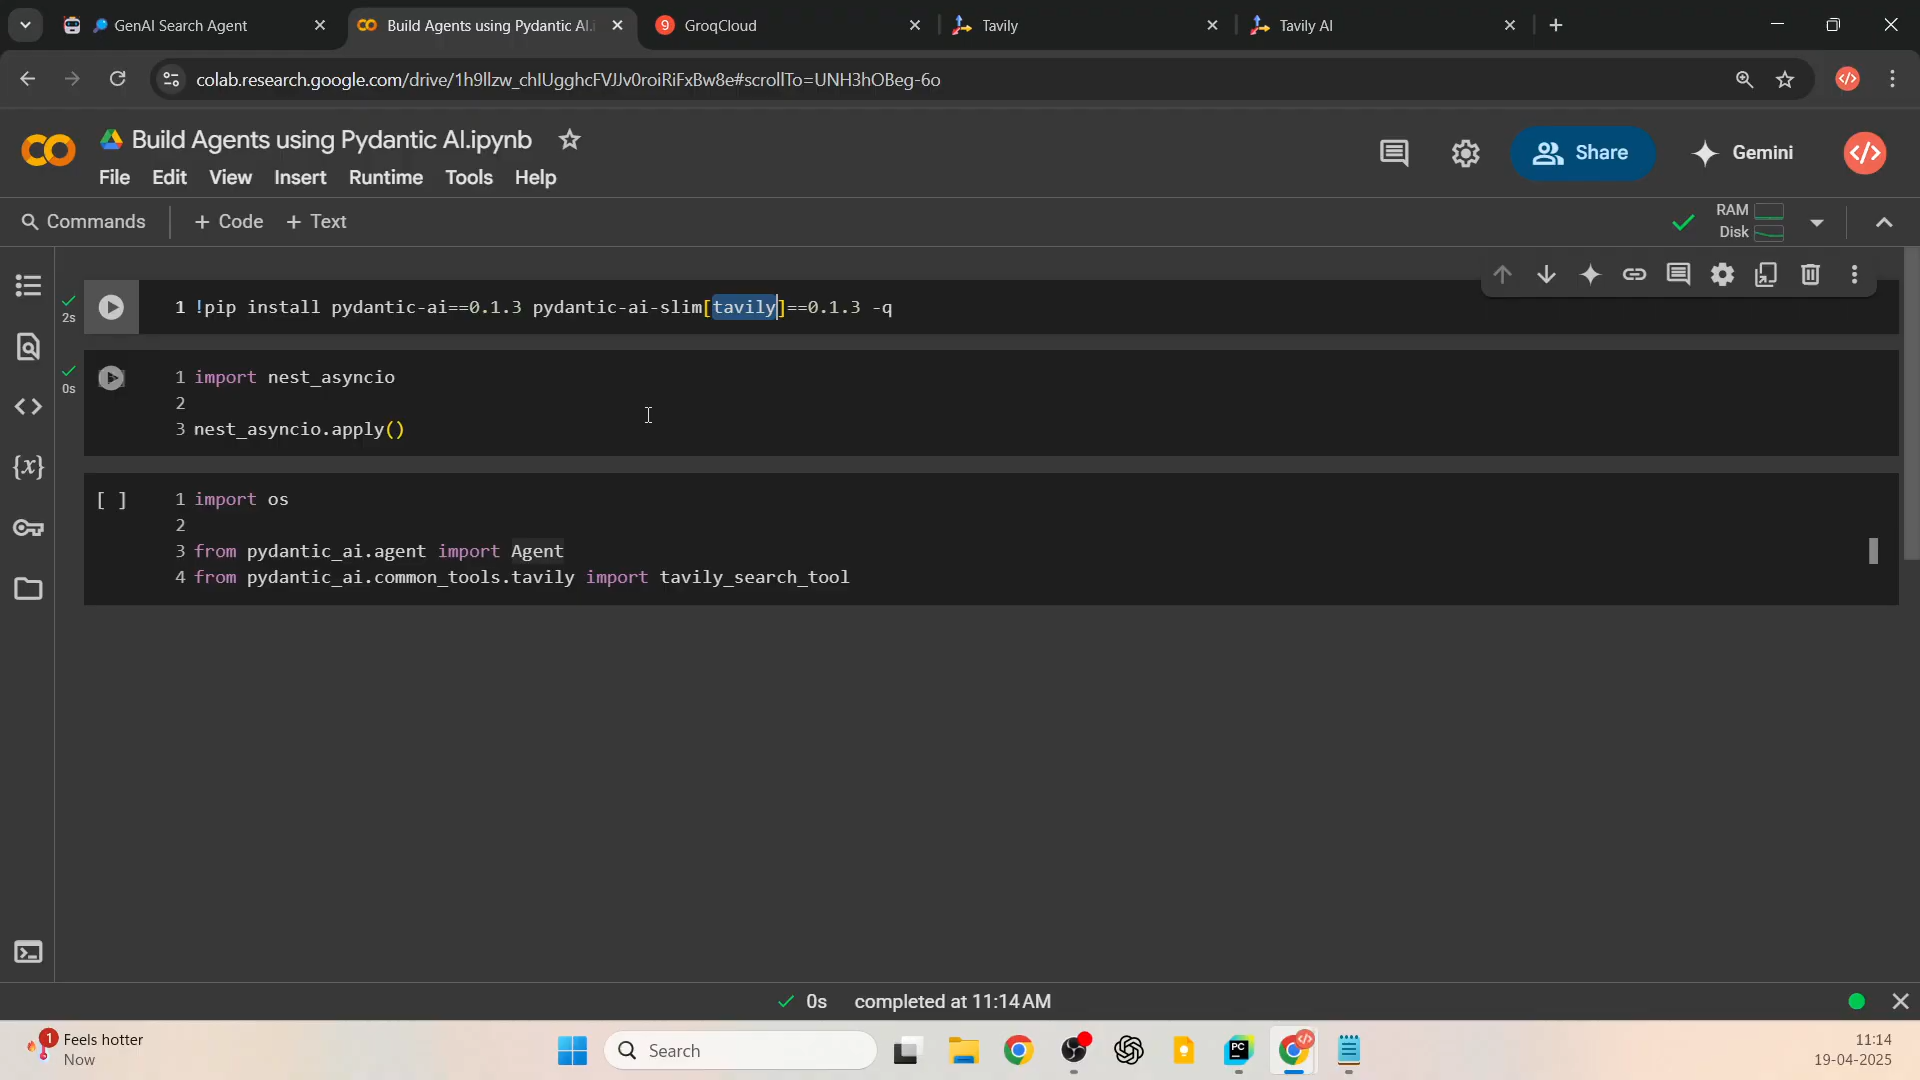 GenAI Search Agent
Build Agents using Pydantic AI.i
9 GroqCloud
Tavily
Tavily AI
colab.research.google.com/drive/1h9llzw_chIUgghcFVJJv0roiRiFxBw8e#scrollTo=UNH3hOBeg-6o
Build Agents using Pydantic AI.ipynb
File Edit View Insert Runtime Tools Help
Share
Gemini
Commands + Code + Text
RAM
Disk
2s
1 !pip install pydantic-ai==0.1.3 pydantic-ai-slim[tavily]==0.1.3 -q
0s
1 import nest_asyncio
2
3 nest_asyncio.apply()
[ ]
1 import os
2
3 from pydantic_ai.agent import Agent
4 from pydantic_ai.common_tools.tavily import tavily_search_tool
{x}
0s completed at 11:14 AM
1
Feels hotter
Now
Search
PC
11:14
19-04-2025